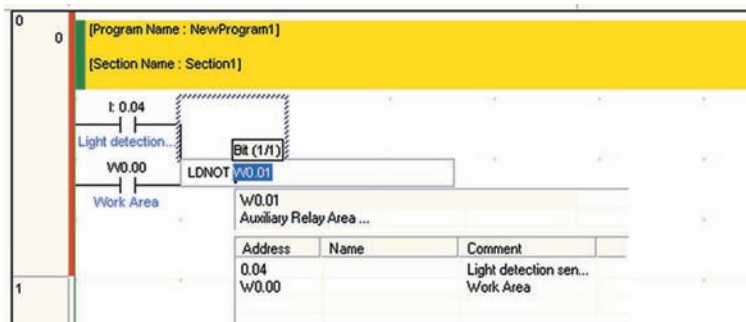 0
0
[Program Name : NewProgram1]
[Section Name : Section1]
I: 0.04
Light detection...
Bit (1/1)
W0.00
LDNOT W0.01
Work Area
W0.01
Auxiliary Relay Area ...
Address Name Comment
0.04 Light detection sen...
W0.00 Work Area
1